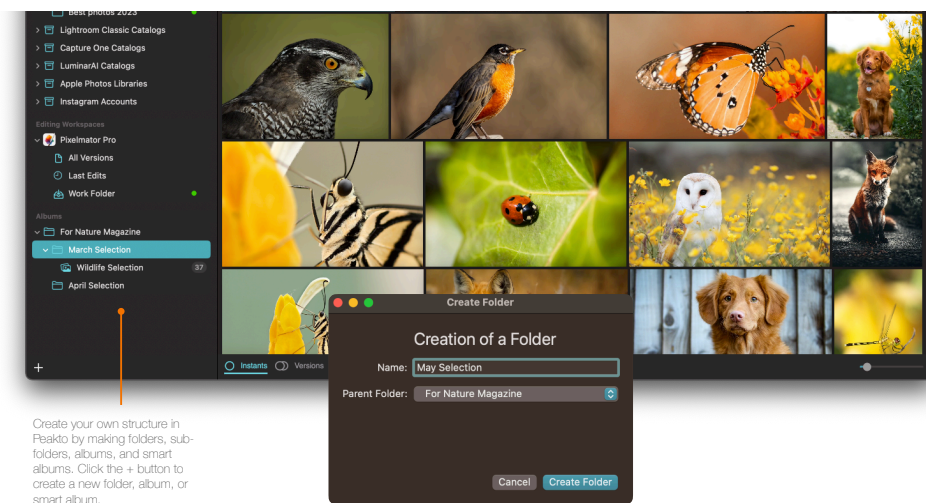 Best photos 2023
Lightroom Classic Catalogs
Capture One Catalogs
LuminarAI Catalogs
Apple Photos Libraries
Instagram Accounts
Editing Workspaces
Pixelmator Pro
All Versions
Last Edits
Work Folder
Albums
For Nature Magazine
March Selection
Wildlife Selection 37
April Selection
+
Instants Versions
Create Folder
Creation of a Folder
Name: May Selection
Parent Folder: For Nature Magazine
Cancel Create Folder
Create your own structure in
Peakto by making folders, sub-
folders, albums, and smart
albums. Click the + button to
create a new folder, album, or
smart album.